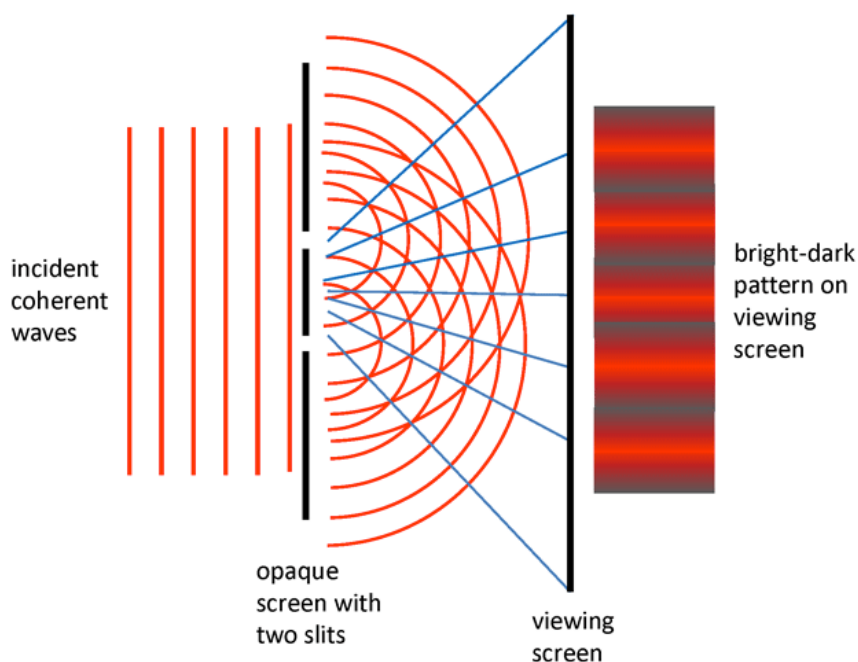 incident
coherent
waves
opaque
screen with
two slits
viewing
screen
bright-dark
pattern on
viewing
screen